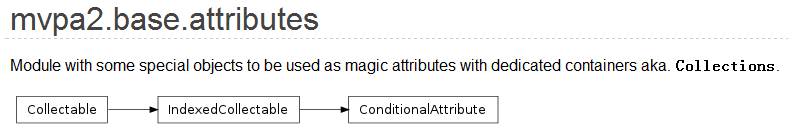 mvpa2.base.attributes
Module with some special objects to be used as magic attributes with dedicated containers aka. Collections.
Collectable IndexedCollectable ConditionalAttribute